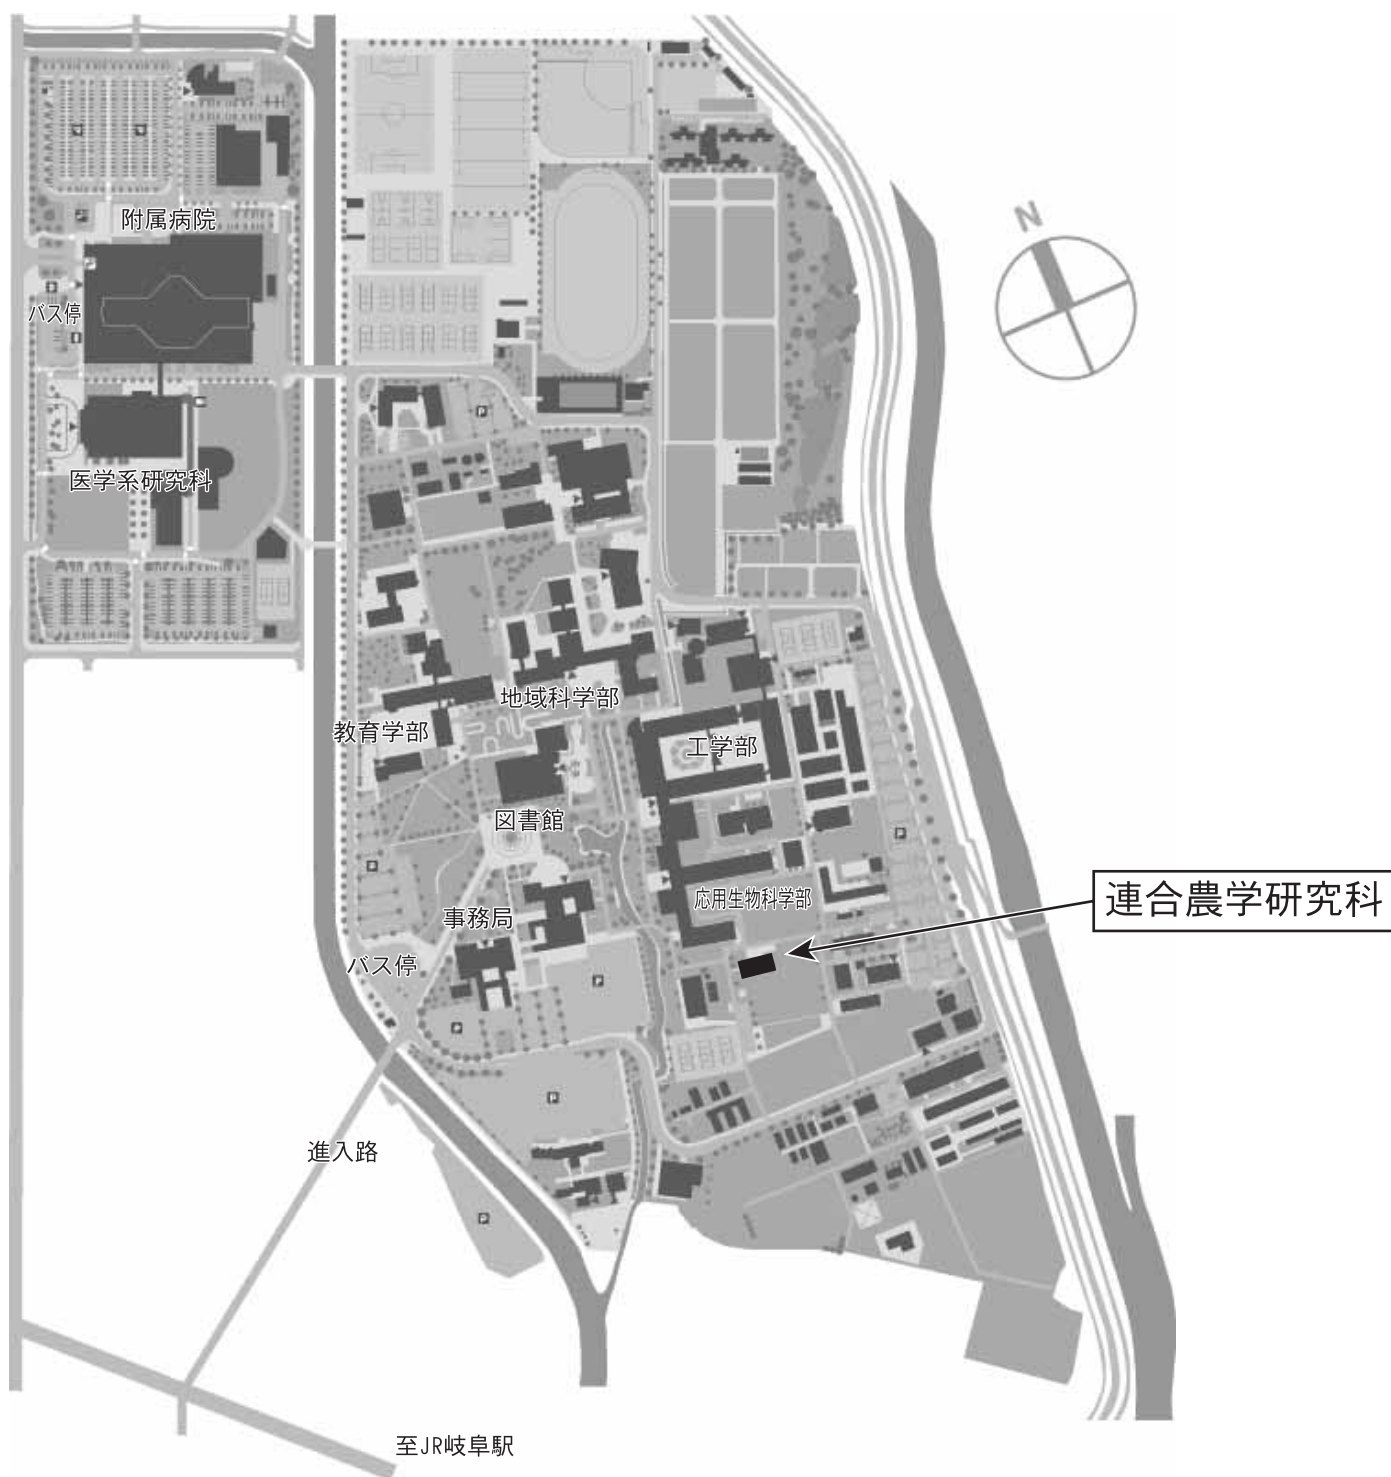 N
附属病院
バス停
医学系研究科
地域科学部
教育学部
工学部
図書館
連合農学研究科
応用生物科学部
事務局
バス停
進入路
至JR岐阜駅
P
P
P
P
P
P
P